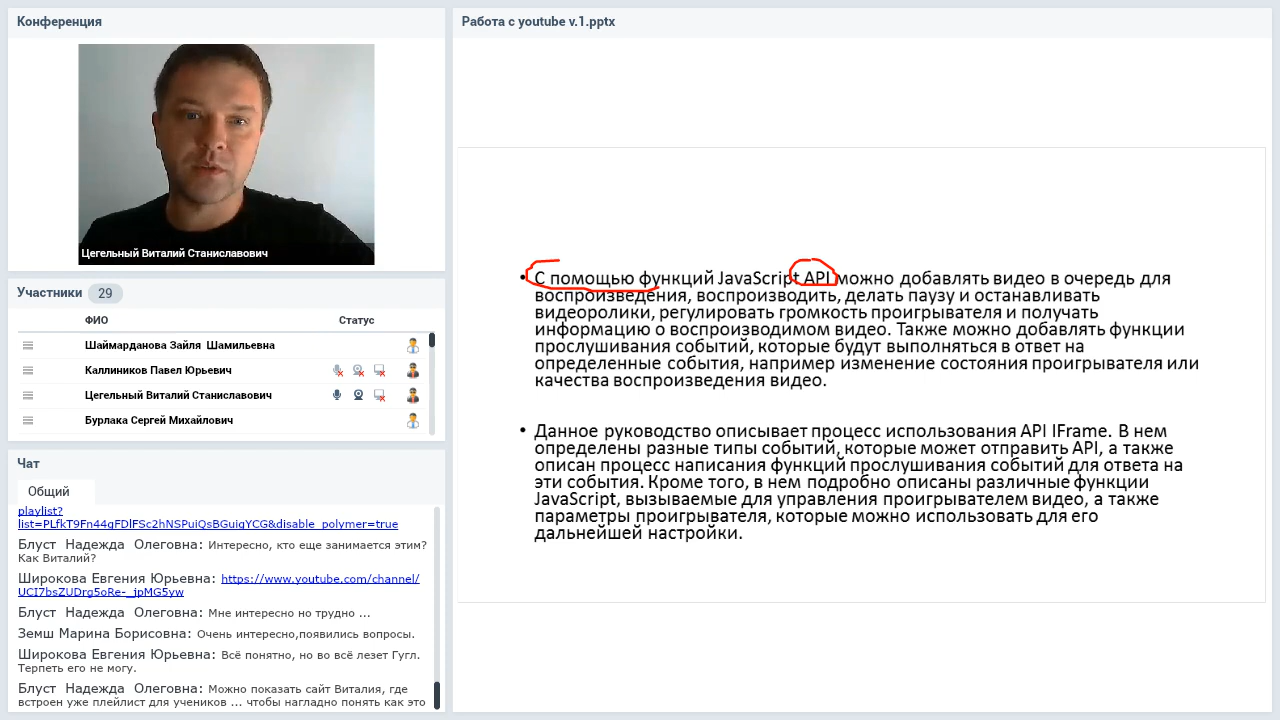 Конференция
Цегельный Виталий Станиславович
Участники 29
ФИО Статус
Шаймарданова Зайля Шамильевна
Каллиников Павел Юрьевич
Цегельный Виталий Станиславович
Бурлака Сергей Михайлович
Чат
Общий
playlist?
list=PLfkT9Fn44gFDlFSc2hNSPuiQsBGuigYCG&disable_polymer=true
Блуст Надежда Олеговна: Интересно, кто еще занимается этим?
Как Виталий?
Широкова Евгения Юрьевна: https://www.youtube.com/channel/
UCI7bsZUDrg5oRe-_jpMG5yw
Блуст Надежда Олеговна: Мне интересно но трудно ...
Земш Марина Борисовна: Очень интересно,появились вопросы.
Широкова Евгения Юрьевна: Всё понятно, но во всё лезет Гугл.
Терпеть его не могу.
Блуст Надежда Олеговна: Можно показать сайт Виталия, где
встроен уже плейлист для учеников ... чтобы нагладно понять как это
Работа с youtube v.1.pptx
• С помощью функций JavaScript API можно добавлять видео в очередь для
воспроизведения, воспроизводить, делать паузу и останавливать
видеоролики, регулировать громкость проигрывателя и получать
информацию о воспроизводимом видео. Также можно добавлять функции
прослушивания событий, которые будут выполняться в ответ на
определенные события, например изменение состояния проигрывателя или
качества воспроизведения видео.
• Данное руководство описывает процесс использования API IFrame. В нем
определены разные типы событий, которые может отправить API, а также
описан процесс написания функций прослушивания событий для ответа на
эти события. Кроме того, в нем подробно описаны различные функции
JavaScript, вызываемые для управления проигрывателем видео, а также
параметры проигрывателя, которые можно использовать для его
дальнейшей настройки.